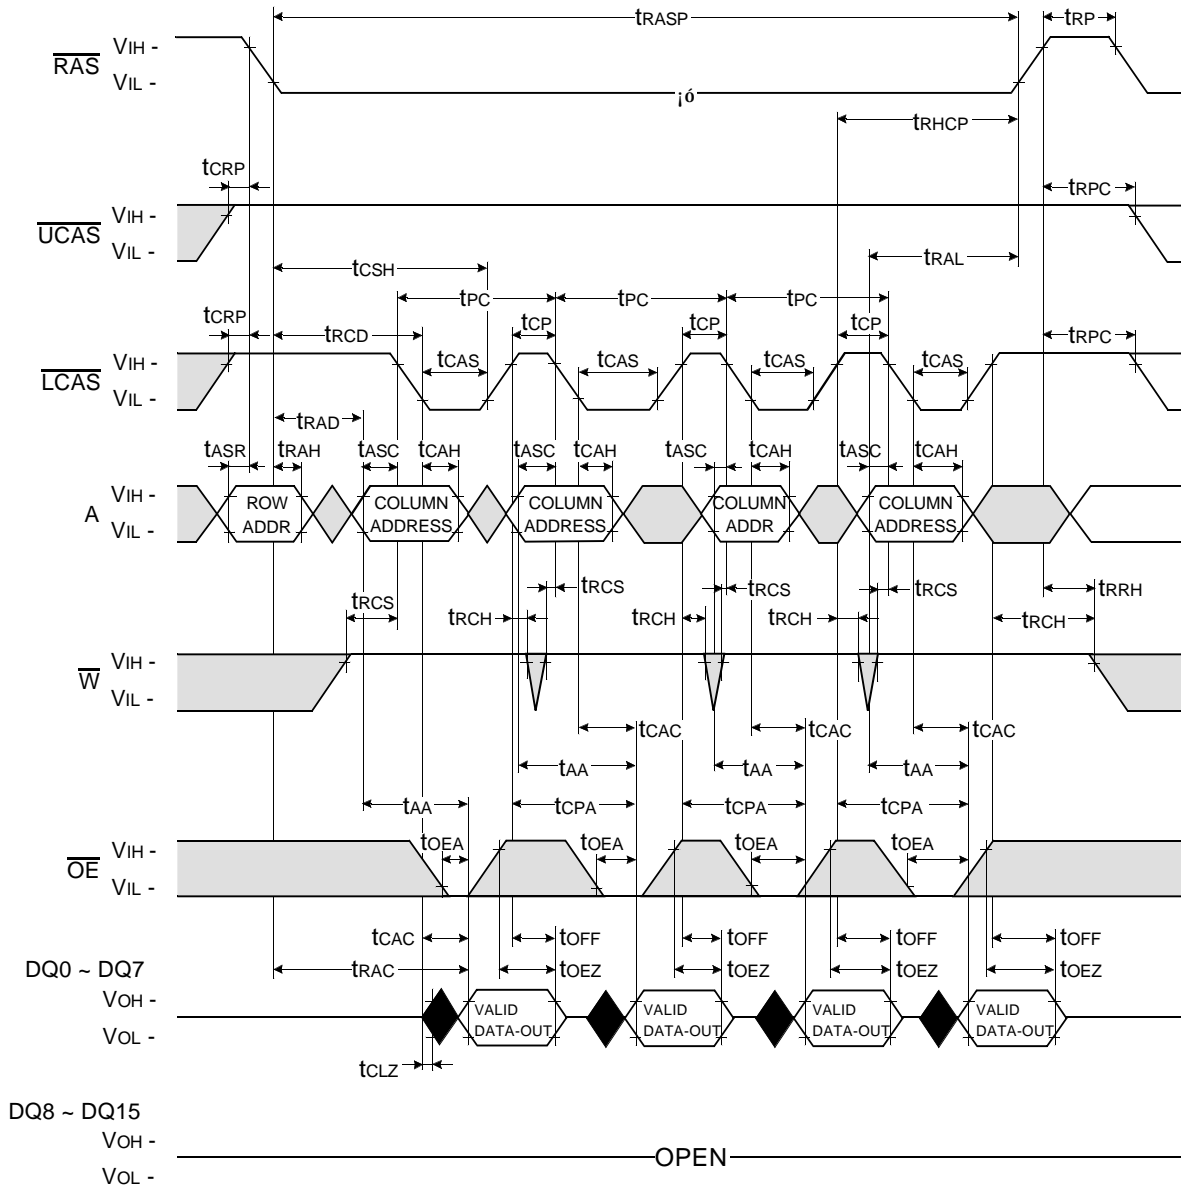 tRASP tRP
RAS VIH -
VIL -
¡ó
tRHCP
tCRP tRPC
UCAS VIH -
VIL -
tCSH tRAL
tPC tPC tPC
tCRP tRCD tCP tCP tCP tRPC
LCAS VIH -
VIL -
tCAS tCAS tCAS tCAS
tRAD
tASR tRAH tASC tCAH tASC tCAH tASC tCAH tASC tCAH
A VIH -
VIL -
ROW ADDR
COLUMN ADDRESS
COLUMN ADDRESS
COLUMN ADDR
COLUMN ADDRESS
tRCS tRCS tRCS tRCS tRRH
tRCH tRCH tRCH tRCH
W VIH -
VIL -
tCAC tCAC tCAC
tAA tAA tAA
tAA tCPA tCPA tCPA
tOEA tOEA tOEA tOEA
OE VIH -
VIL -
tCAC tOFF tOFF tOFF tOFF
DQ0 ~ DQ7 tRAC tOEZ tOEZ tOEZ tOEZ
VOH -
VOL -
VALID DATA-OUT
VALID DATA-OUT
VALID DATA-OUT
VALID DATA-OUT
tCLZ
DQ8 ~ DQ15
VOH -
OPEN
VOL -